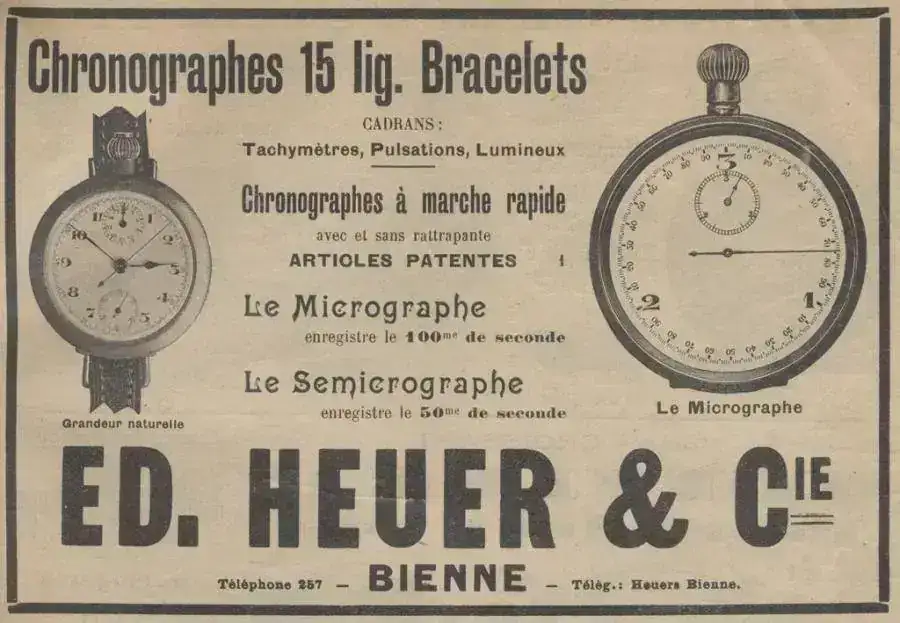 Chronographes 15 lig. Bracelets
CADRANS:
Tachymètres, Pulsations, Lumineux
Chronographes à marche rapide
avec et sans rattrapante
ARTICLES PATENTES 1
Le Micrographe
enregistre le 100me de seconde
Le Semicrographe
enregistre le 50me de seconde
Grandeur naturelle
Le Micrographe
ED. HEUER & CIE
Téléphone 257 — BIENNE — Télég.: Heuers Bienne.